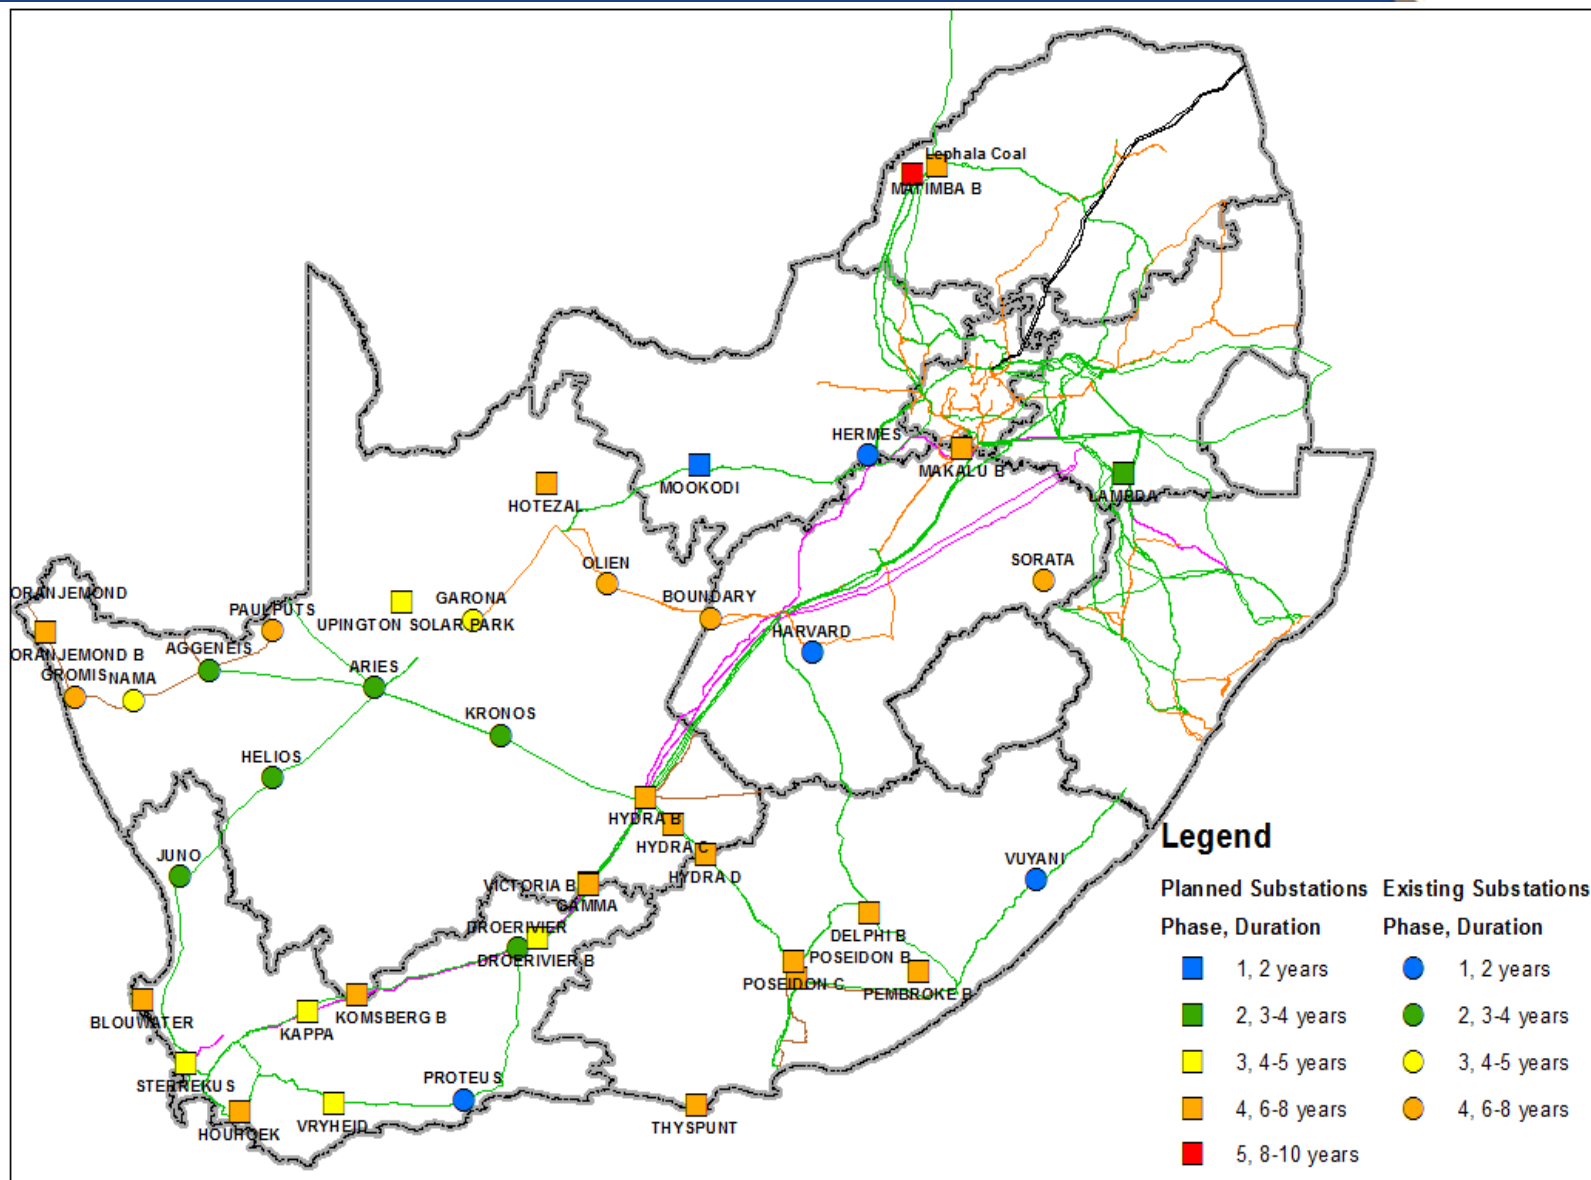 Lephala Coal
MATIMBA B
HERMES
MAKALU B
MOOKODI
LAMBDA
HOTEZAL
SORATA
OLIEN
ORANJEMOND
BOUNDARY
GARONA
PAULPUTS
UPINGTON SOLAR PARK
HARVARD
AGGENEIS
ORANJEMOND B
ARIES
GROMIS
NAMA
KRONOS
HELIOS
HYDRA B
HYDRA C
JUNO
HYDRA D
VUYANI
VICTORIA B
GAMMA
DROERIVIER
DELPHI B
DROERIVIER B
POSEIDON B
POSEIDON C
PEMBROKE B
BLOUWATER
KOMSBERG B
KAPPA
STERREKUS
PROTEUS
HOUHOEK
VRYHEID
THYSPUNT
Legend
Planned Substations
Phase, Duration
1, 2 years
2, 3-4 years
3, 4-5 years
4, 6-8 years
5, 8-10 years
Existing Substations
Phase, Duration
1, 2 years
2, 3-4 years
3, 4-5 years
4, 6-8 years